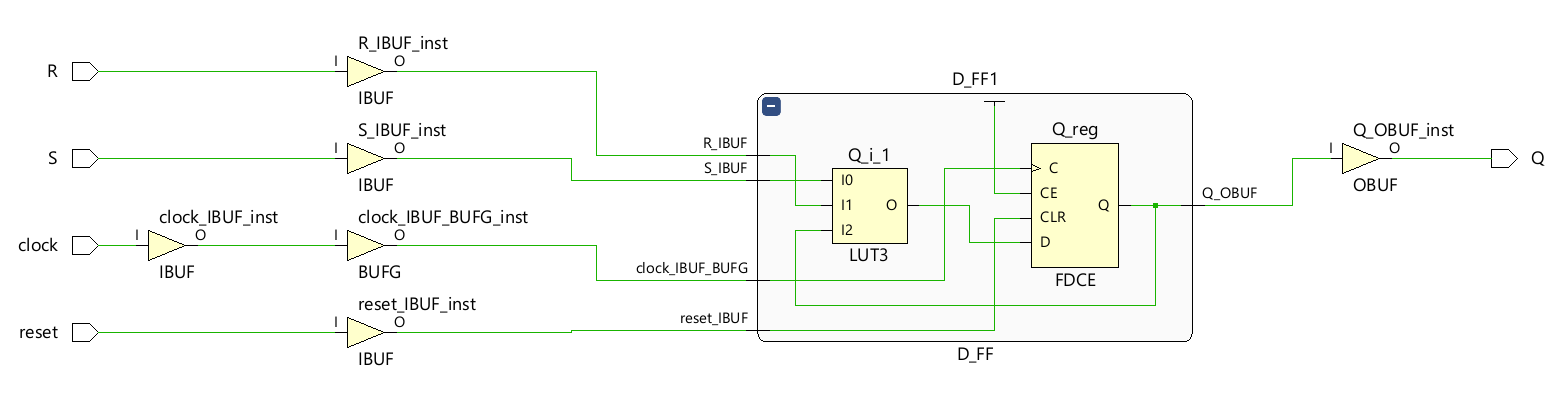 R
I
R_IBUF_inst
O
IBUF
S
I
S_IBUF_inst
O
IBUF
clock
I
clock_IBUF_inst
O
IBUF
I
clock_IBUF_BUFG_inst
O
BUFG
reset
I
reset_IBUF_inst
O
IBUF
D_FF1
R_IBUF
S_IBUF
clock_IBUF_BUFG
reset_IBUF
Q_i_1
I0
I1
I2
O
LUT3
Q_reg
C
CE
CLR
D
Q
FDCE
D_FF
Q_OBUF
I
Q_OBUF_inst
O
OBUF
Q